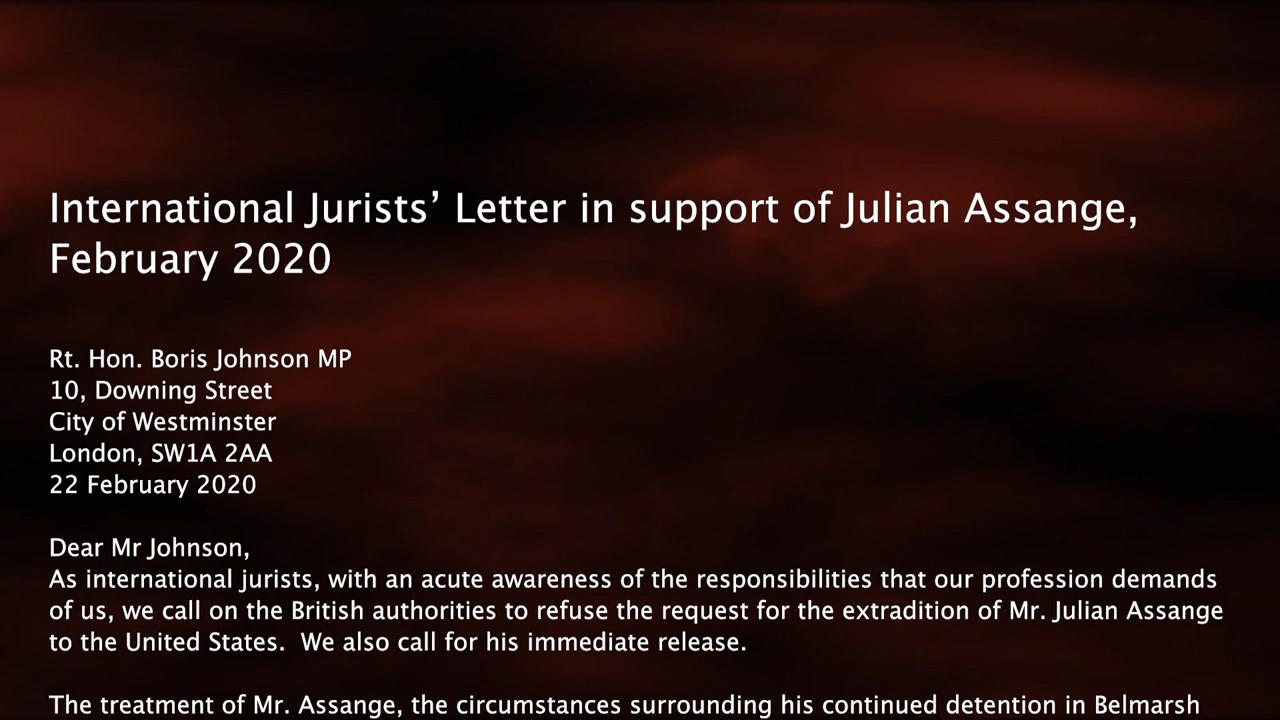 International Jurists’ Letter in support of Julian Assange,
February 2020
Rt. Hon. Boris Johnson MP
10, Downing Street
City of Westminster
London, SW1A 2AA
22 February 2020
Dear Mr Johnson,
As international jurists, with an acute awareness of the responsibilities that our profession demands
of us, we call on the British authorities to refuse the request for the extradition of Mr. Julian Assange
to the United States.  We also call for his immediate release.
The treatment of Mr. Assange, the circumstances surrounding his continued detention in Belmarsh